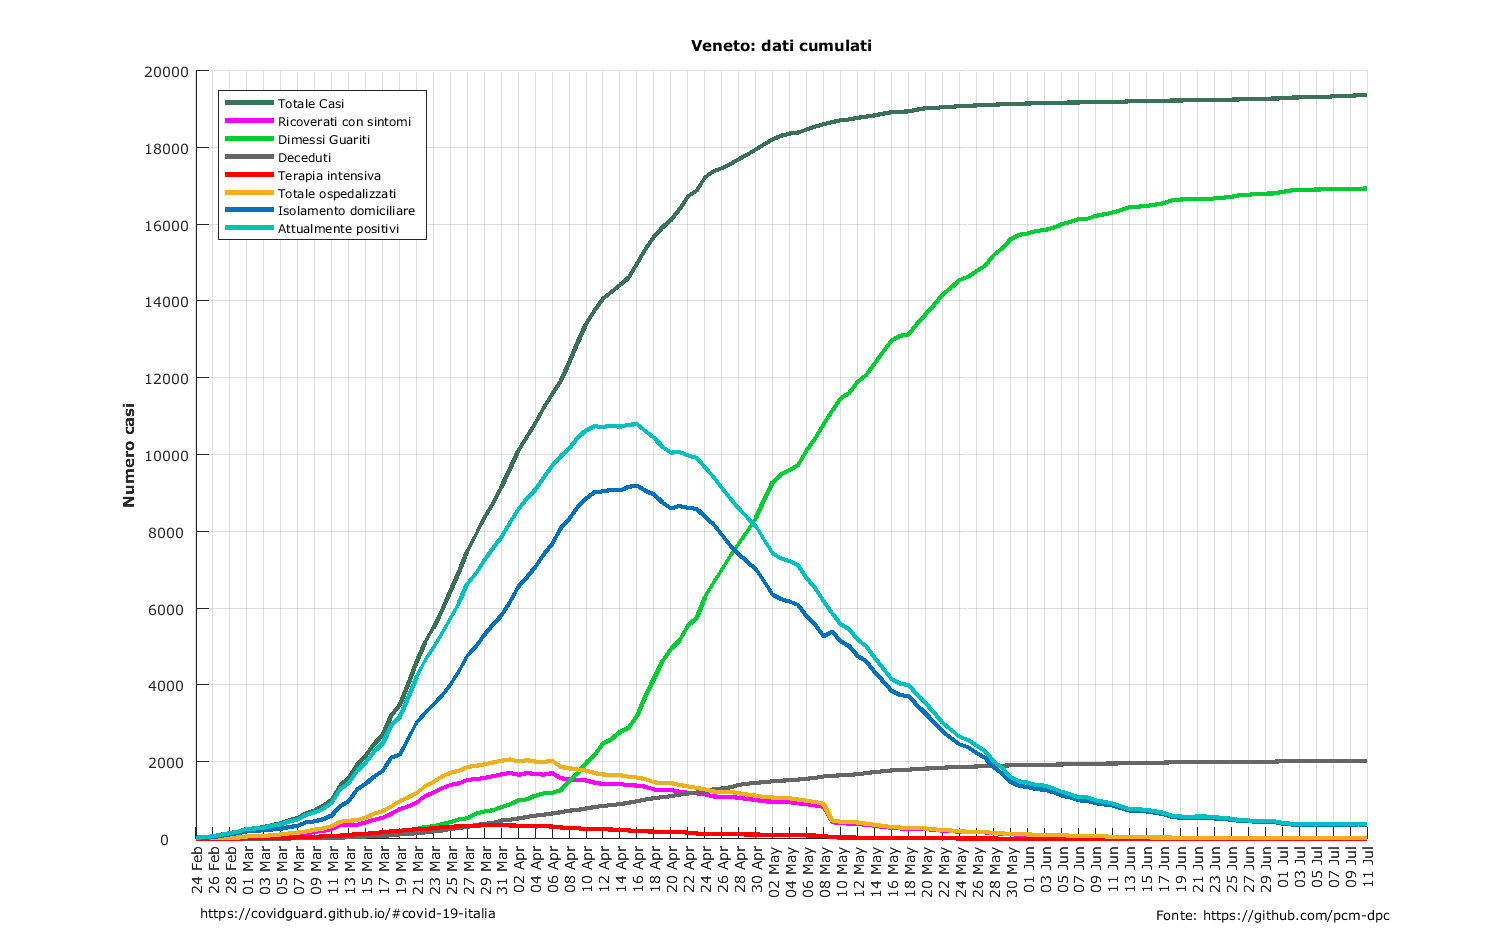 Veneto: dati cumulati
Numero casi
20000
18000
16000
14000
12000
10000
8000
6000
4000
2000
0
Totale Casi
Ricoverati con sintomi
Dimessi Guariti
Deceduti
Terapia intensiva
Totale ospedalizzati
Isolamento domiciliare
Attualmente positivi
24 Feb
26 Feb
28 Feb
01 Mar
03 Mar
05 Mar
07 Mar
09 Mar
11 Mar
13 Mar
15 Mar
17 Mar
19 Mar
21 Mar
23 Mar
25 Mar
27 Mar
29 Mar
31 Mar
02 Apr
04 Apr
06 Apr
08 Apr
10 Apr
12 Apr
14 Apr
16 Apr
18 Apr
20 Apr
22 Apr
24 Apr
26 Apr
28 Apr
30 Apr
02 May
04 May
06 May
08 May
10 May
12 May
14 May
16 May
18 May
20 May
22 May
24 May
26 May
28 May
30 May
01 Jun
03 Jun
05 Jun
07 Jun
09 Jun
11 Jun
13 Jun
15 Jun
17 Jun
19 Jun
21 Jun
23 Jun
25 Jun
27 Jun
29 Jun
01 Jul
03 Jul
05 Jul
07 Jul
09 Jul
11 Jul
https://covidguard.github.io/#covid-19-italia
Fonte: https://github.com/pcm-dpc